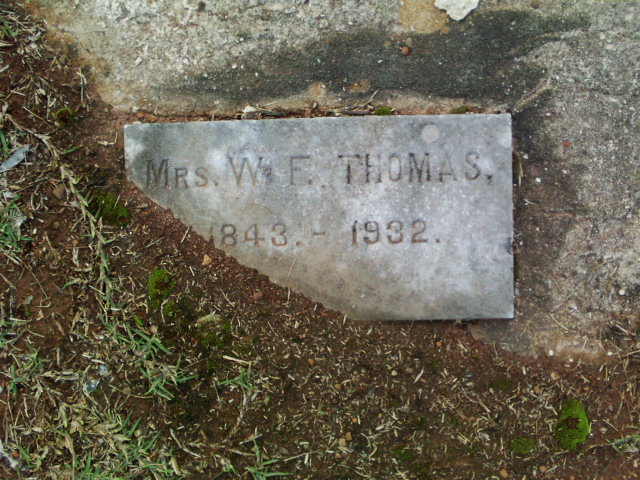 MRS. W. F. THOMAS.
1843. - 1932.